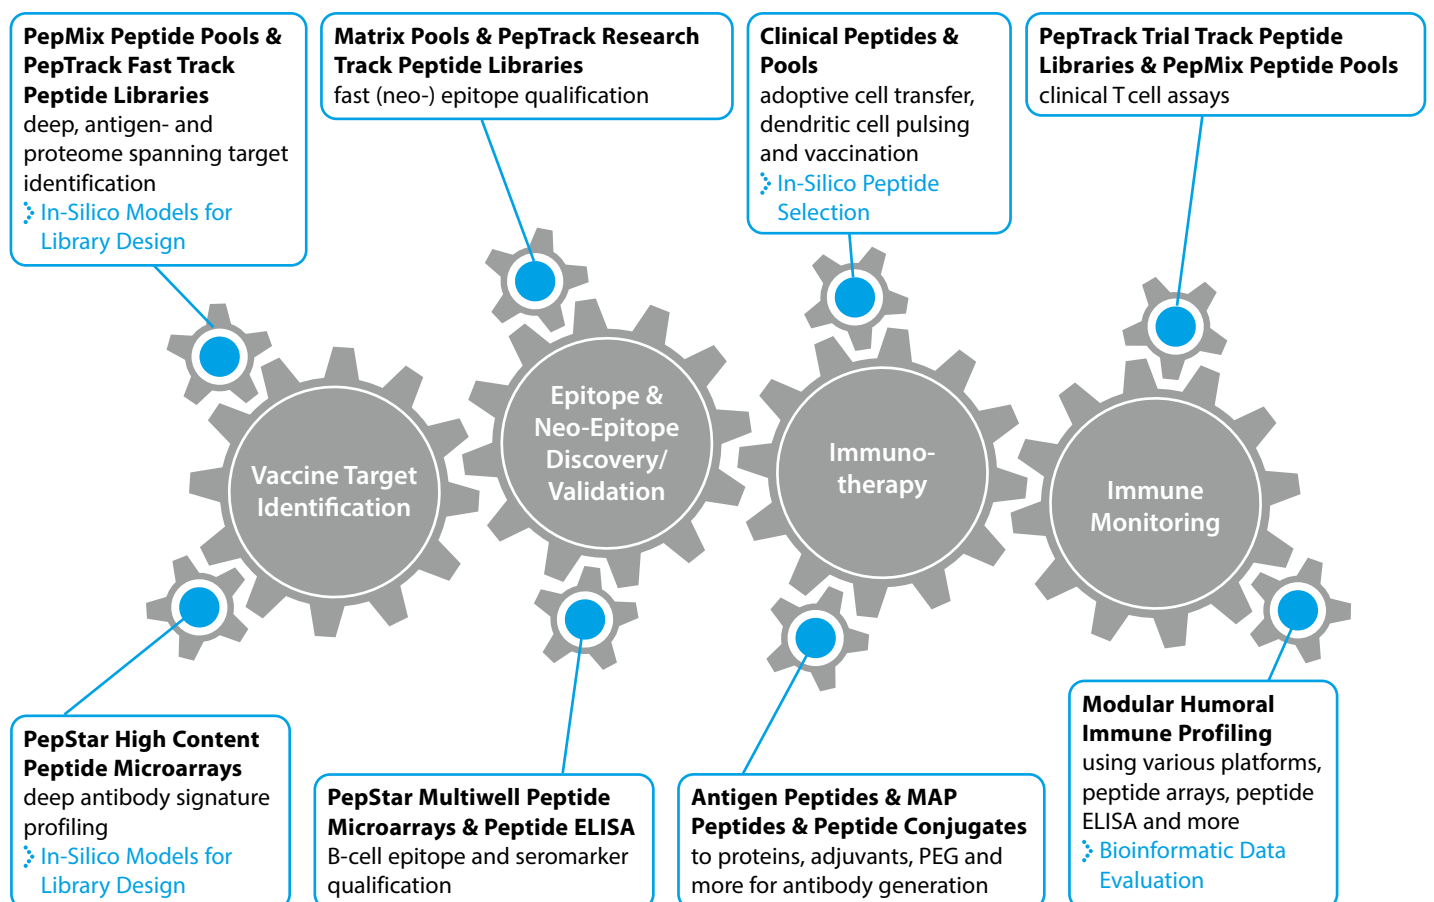 PepMix Peptide Pools &
PepTrack Fast Track
Peptide Libraries
deep, antigen- and
proteome spanning target
identification
In-Silico Models for
Library Design
Matrix Pools & PepTrack Research
Track Peptide Libraries
fast (neo-) epitope qualification
Clinical Peptides &
Pools
adoptive cell transfer,
dendritic cell pulsing
and vaccination
In-Silico Peptide
Selection
PepTrack Trial Track Peptide
Libraries & PepMix Peptide Pools
clinical T cell assays
Vaccine Target
Identification
Epitope &
Neo-Epitope
Discovery/
Validation
Immuno-
therapy
Immune
Monitoring
PepStar High Content
Peptide Microarrays
deep antibody signature
profiling
In-Silico Models for
Library Design
PepStar Multiwell Peptide
Microarrays & Peptide ELISA
B-cell epitope and seromarker
qualification
Antigen Peptides & MAP
Peptides & Peptide Conjugates
to proteins, adjuvants, PEG and
more for antibody generation
Modular Humoral
Immune Profiling
using various platforms,
peptide arrays, peptide
ELISA and more
Bioinformatic Data
Evaluation